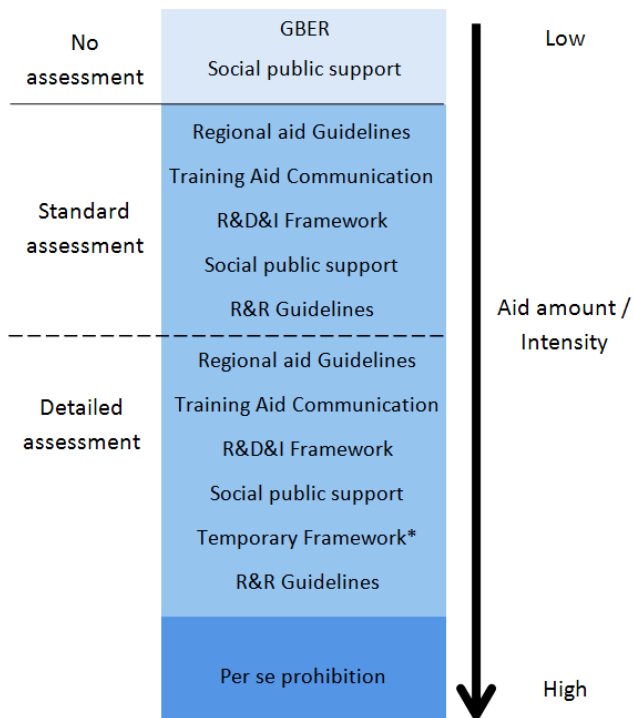 No
assessment
GBER
Social public support
Low
Standard
assessment
Regional aid Guidelines
Training Aid Communication
R&D&I Framework
Social public support
R&R Guidelines
Aid amount /
Intensity
Detailed
assessment
Regional aid Guidelines
Training Aid Communication
R&D&I Framework
Social public support
Temporary Framework*
R&R Guidelines
Per se prohibition
High